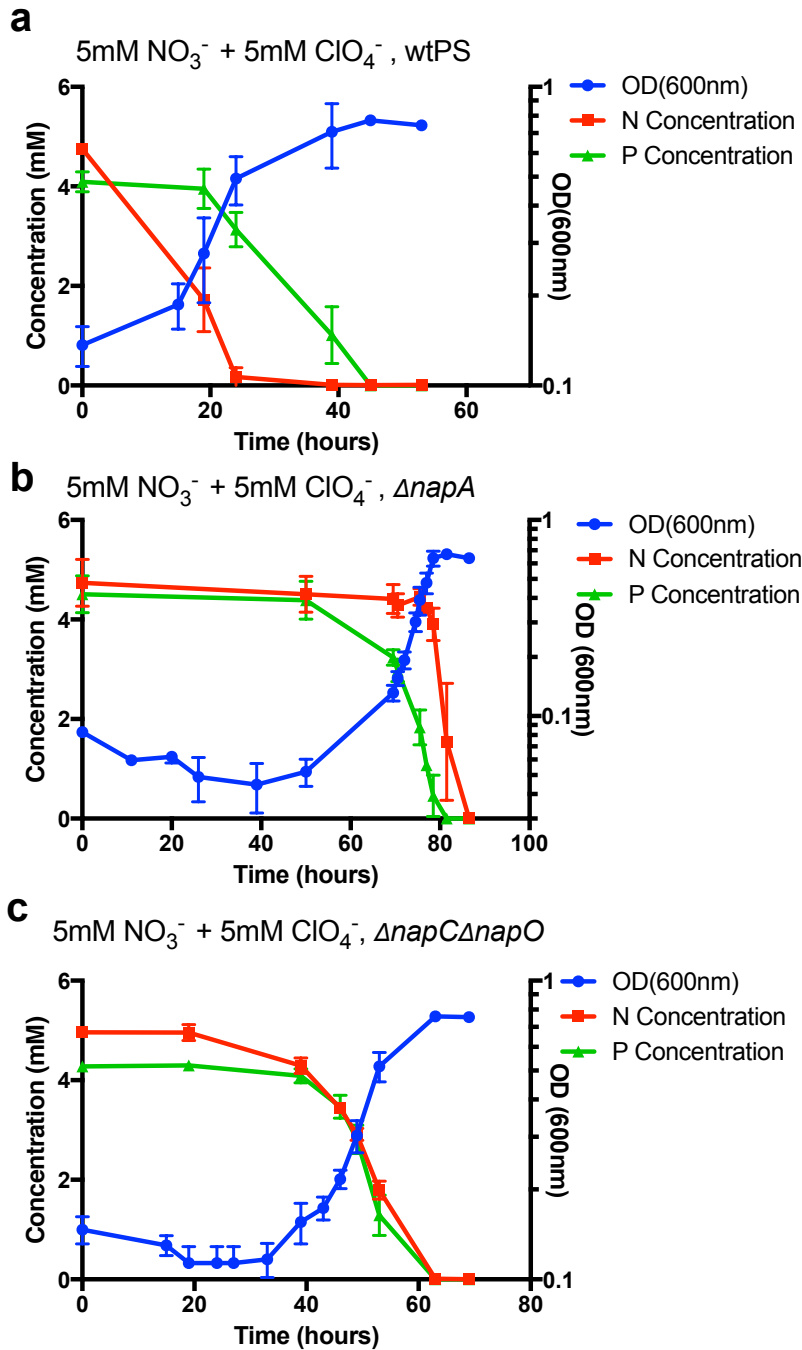 a
5mM NO₃⁻ + 5mM ClO₄⁻ , wtPS
OD(600nm)
N Concentration
P Concentration
Concentration (mM)
6
4
2
0
OD(600nm)
1
0.1
0 20 40 60
Time (hours)
b
5mM NO₃⁻ + 5mM ClO₄⁻ , ΔnapA
OD(600nm)
N Concentration
P Concentration
Concentration (mM)
6
4
2
0
OD (600nm)
1
0.1
0 20 40 60 80 100
Time (hours)
c
5mM NO₃⁻ + 5mM ClO₄⁻, ΔnapCΔnapO
OD(600nm)
N Concentration
P Concentration
Concentration (mM)
6
4
2
0
OD (600nm)
1
0.1
0 20 40 60 80
Time (hours)